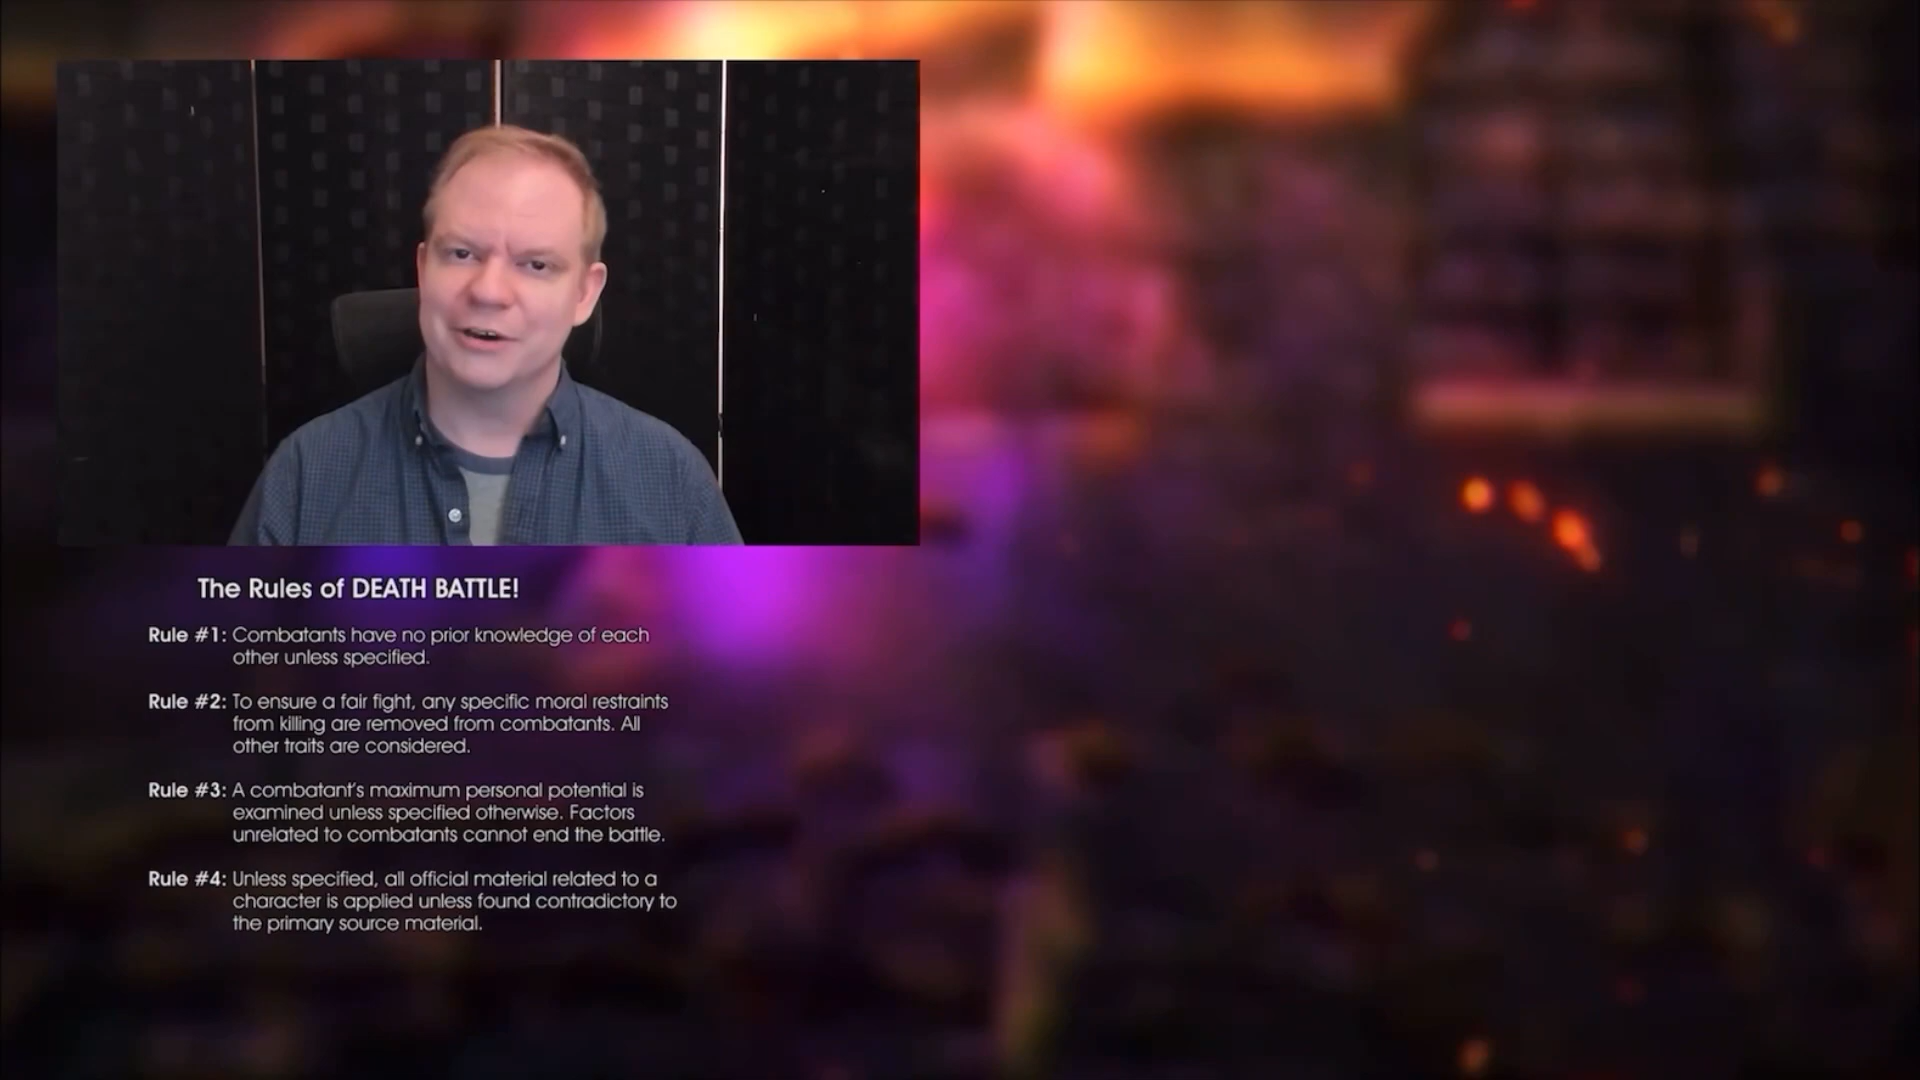 The Rules of DEATH BATTLE!
Rule #1: Combatants have no prior knowledge of each
other unless specified.
Rule #2: To ensure a fair fight, any specific moral restraints
from killing are removed from combatants. All
other traits are considered.
Rule #3: A combatant's maximum personal potential is
examined unless specified otherwise. Factors
unrelated to combatants cannot end the battle.
Rule #4: Unless specified, all official material related to a
character is applied unless found contradictory to
the primary source material.